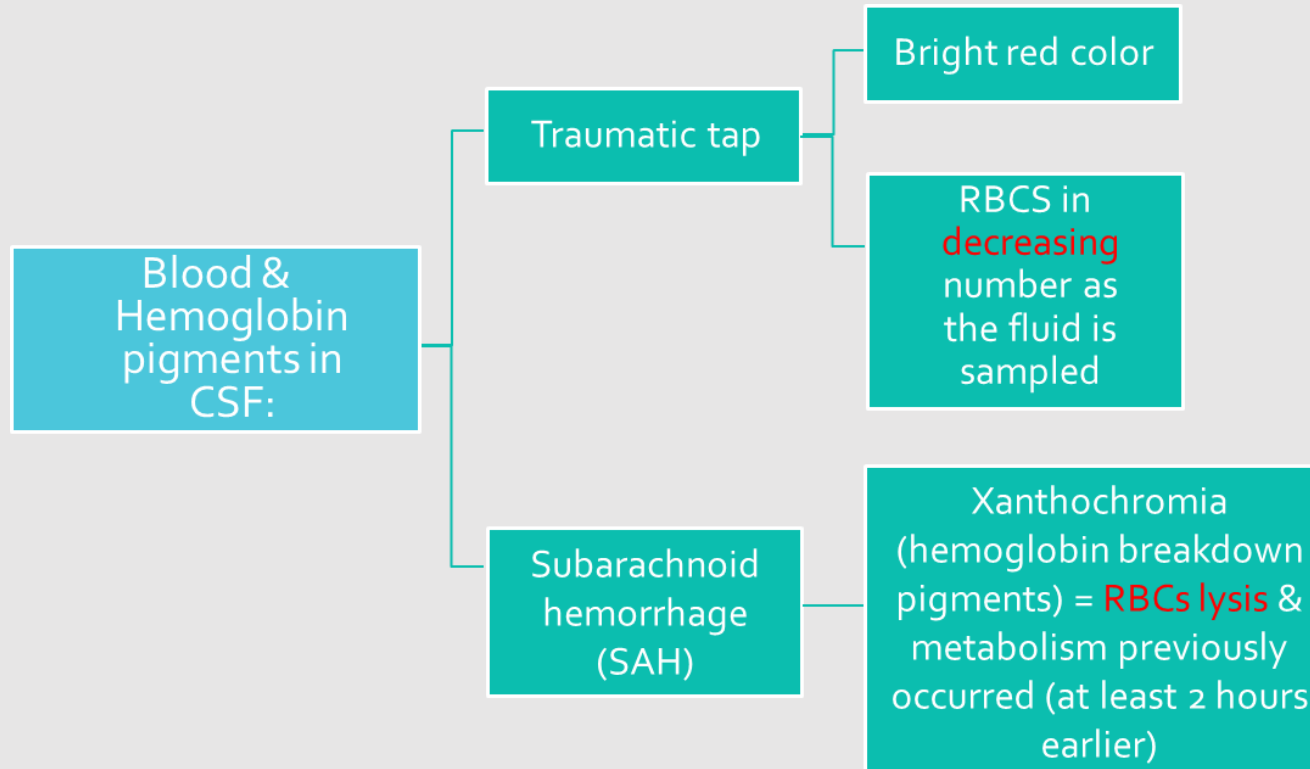 Blood &
Hemoglobin
pigments in
CSF:
Traumatic tap
Bright red color
RBCS in
decreasing
number as
the fluid is
sampled
Subarachnoid
hemorrhage
(SAH)
Xanthochromia
(hemoglobin breakdown
pigments) = RBCs lysis &
metabolism previously
occurred (at least 2 hours
earlier)